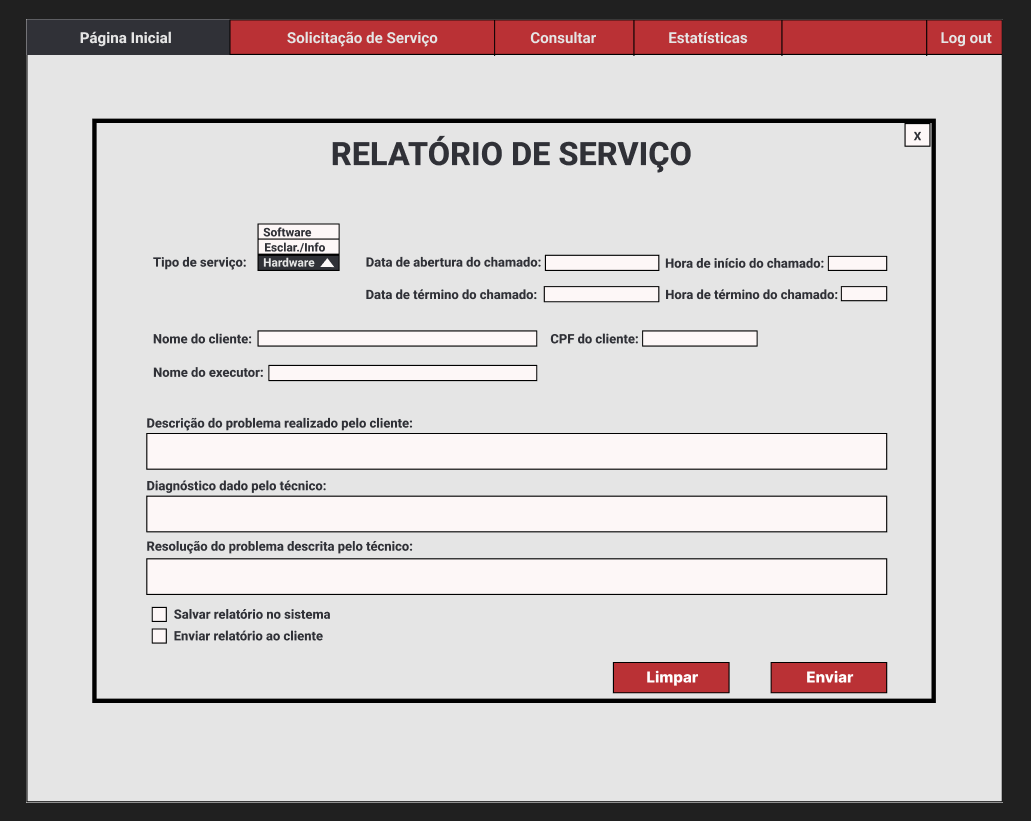 Página Inicial Solicitação de Serviço Consultar Estatísticas Log out
X
RELATÓRIO DE SERVIÇO
Software
Esclar./Info
Tipo de serviço: Hardware Data de abertura do chamado: Hora de início do chamado:
Data de término do chamado: Hora de término do chamado:
Nome do cliente: CPF do cliente:
Nome do executor:
Descrição do problema realizado pelo cliente:
Diagnóstico dado pelo técnico:
Resolução do problema descrita pelo técnico:
Salvar relatório no sistema
Enviar relatório ao cliente
Limpar Enviar